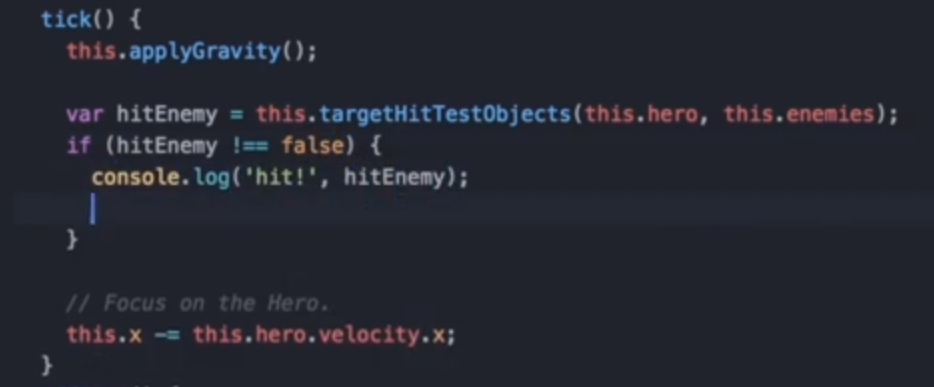 tick() {
this.applyGravity();
var hitEnemy = this.targetHitTestObjects(this.hero, this.enemies);
if (hitEnemy !== false) {
console.log('hit!', hitEnemy);
}
// Focus on the Hero.
this.x -= this.hero.velocity.x;
}